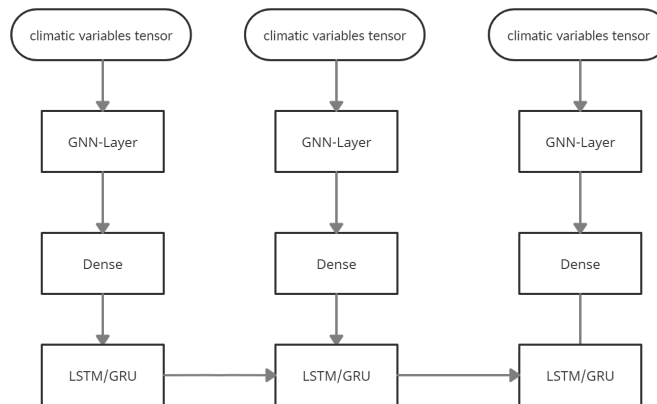 climatic variables tensor
climatic variables tensor
climatic variables tensor
GNN-Layer
GNN-Layer
GNN-Layer
Dense
Dense
Dense
LSTM/GRU
LSTM/GRU
LSTM/GRU